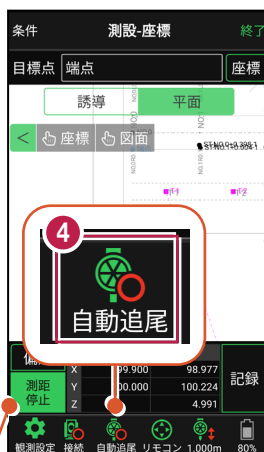 条件 測設-座標 終了
目標点 端点 座標
誘導 平面
< 座標 図面
4
自動追尾
X 99.900 98.977
Y 100.224
Z 4.991
測距
停止
記録
観測設定 接続 自動追尾 リモコン 1.000m 80%